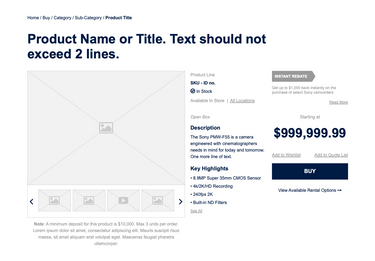 Home / Buy / Category / Sub-Category / Product Title
Product Name or Title. Text should not
exceed 2 lines.
Product Line
SKU - ID no.
In Stock
Available In Store | All Locations
Open Box
Description
The Sony PMW-F55 is a camera
engineered with cinematographers
needs in mind for today and tomorrow.
One more line of text.
Key Highlights
• 8.9MP Super 35mm CMOS Sensor
• 4k/2K/HD Recording
• 240fps 2K
• Built-in ND Filters
See All
INSTANT REBATE
Get up to $1,000 back instantly on the
purchase of select Sony camcorders
Read More
Starting at
$999,999.99
Add to Wishlist
Add to Quote List
BUY
View Available Rental Options
Note: A minimum deposit for this product is $10,000. Max 3 units per order.
Lorem ipsum dolor sit amet, consectetur adipiscing elit. Mauris suscipit risus
massa, sit amet aliquam erat volutpat eget. Maecenas feugiat pharetra
ullamcorper.